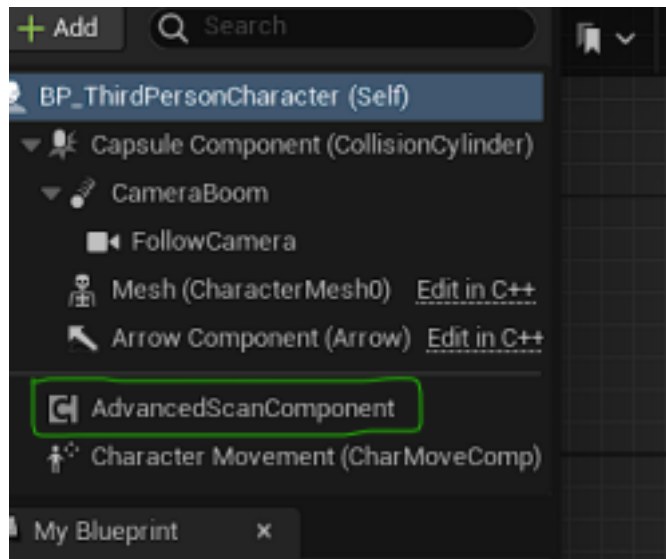 + Add Search
BP_ThirdPersonCharacter (Self)
Capsule Component (CollisionCylinder)
CameraBoom
FollowCamera
Mesh (CharacterMesh0) Edit in C++
Arrow Component (Arrow) Edit in C++
AdvancedScanComponent
Character Movement (CharMoveComp)
My Blueprint ×